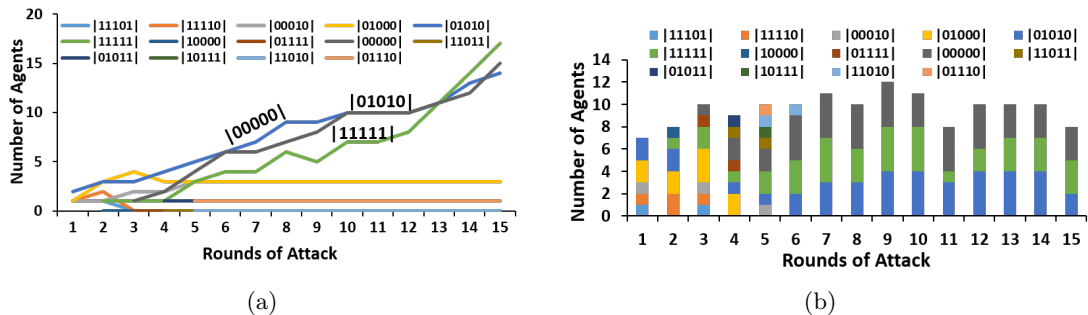 20
15
10
5
0
Number of Agents
|11101| |11110| |00010| |01000| |01010|
|11111| |10000| |01111| |00000| |11011|
|01011| |10111| |11010| |01110|
|00000|
|01010|
|11111|
1 2 3 4 5 6 7 8 9 10 11 12 13 14 15
Rounds of Attack
(a)
|11101| |11110| |00010| |01000| |01010|
|11111| |10000| |01111| |00000| |11011|
|01011| |10111| |11010| |01110|
14
12
10
8
6
4
2
0
Number of Agents
1 2 3 4 5 6 7 8 9 10 11 12 13 14 15
Rounds of Attack
(b)